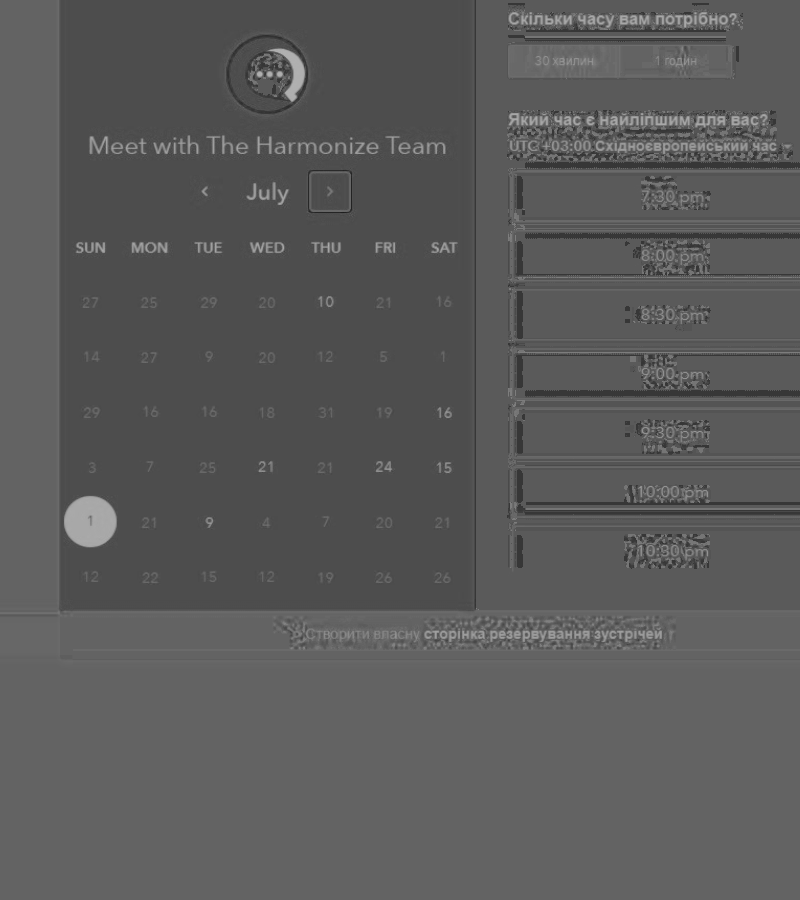 Meet with The Harmonize Team
July
SUN MON TUE WED THU FRI SAT
27 25 29 20 10 21 16
14 27 9 20 12 5 1
29 16 16 18 31 19 16
3 7 25 21 21 24 15
1 21 9 4 7 20 21
12 22 15 12 19 26 26
Скільки часу вам потрібно?
30 хвилин 1 годин
Який час є найліпшим для вас?
UTC +03:00 Східноєвропейський час
7:30 pm
8:00 pm
8:30 pm
9:00 pm
9:30 pm
10:00 pm
10:30 pm
Створити власну сторінка резервування зустрічей